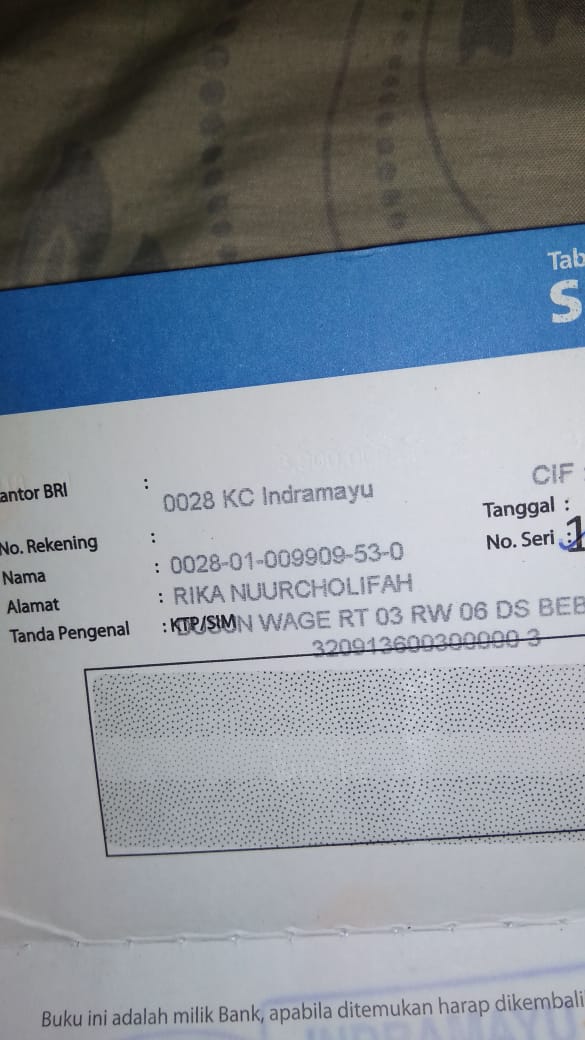 Tab
S
antor BRI : 0028 KC Indramayu
CIF :
Tanggal :
No. Rekening : 0028-01-009909-53-0
No. Seri : 1
Nama : RIKA NUURCHOLIFAH
Alamat : DUSUN WAGE RT 03 RW 06 DS BEB
Tanda Pengenal : KTP/SIM 320913600300000 3
Buku ini adalah milik Bank, apabila ditemukan harap dikembali
INDRAMAYU